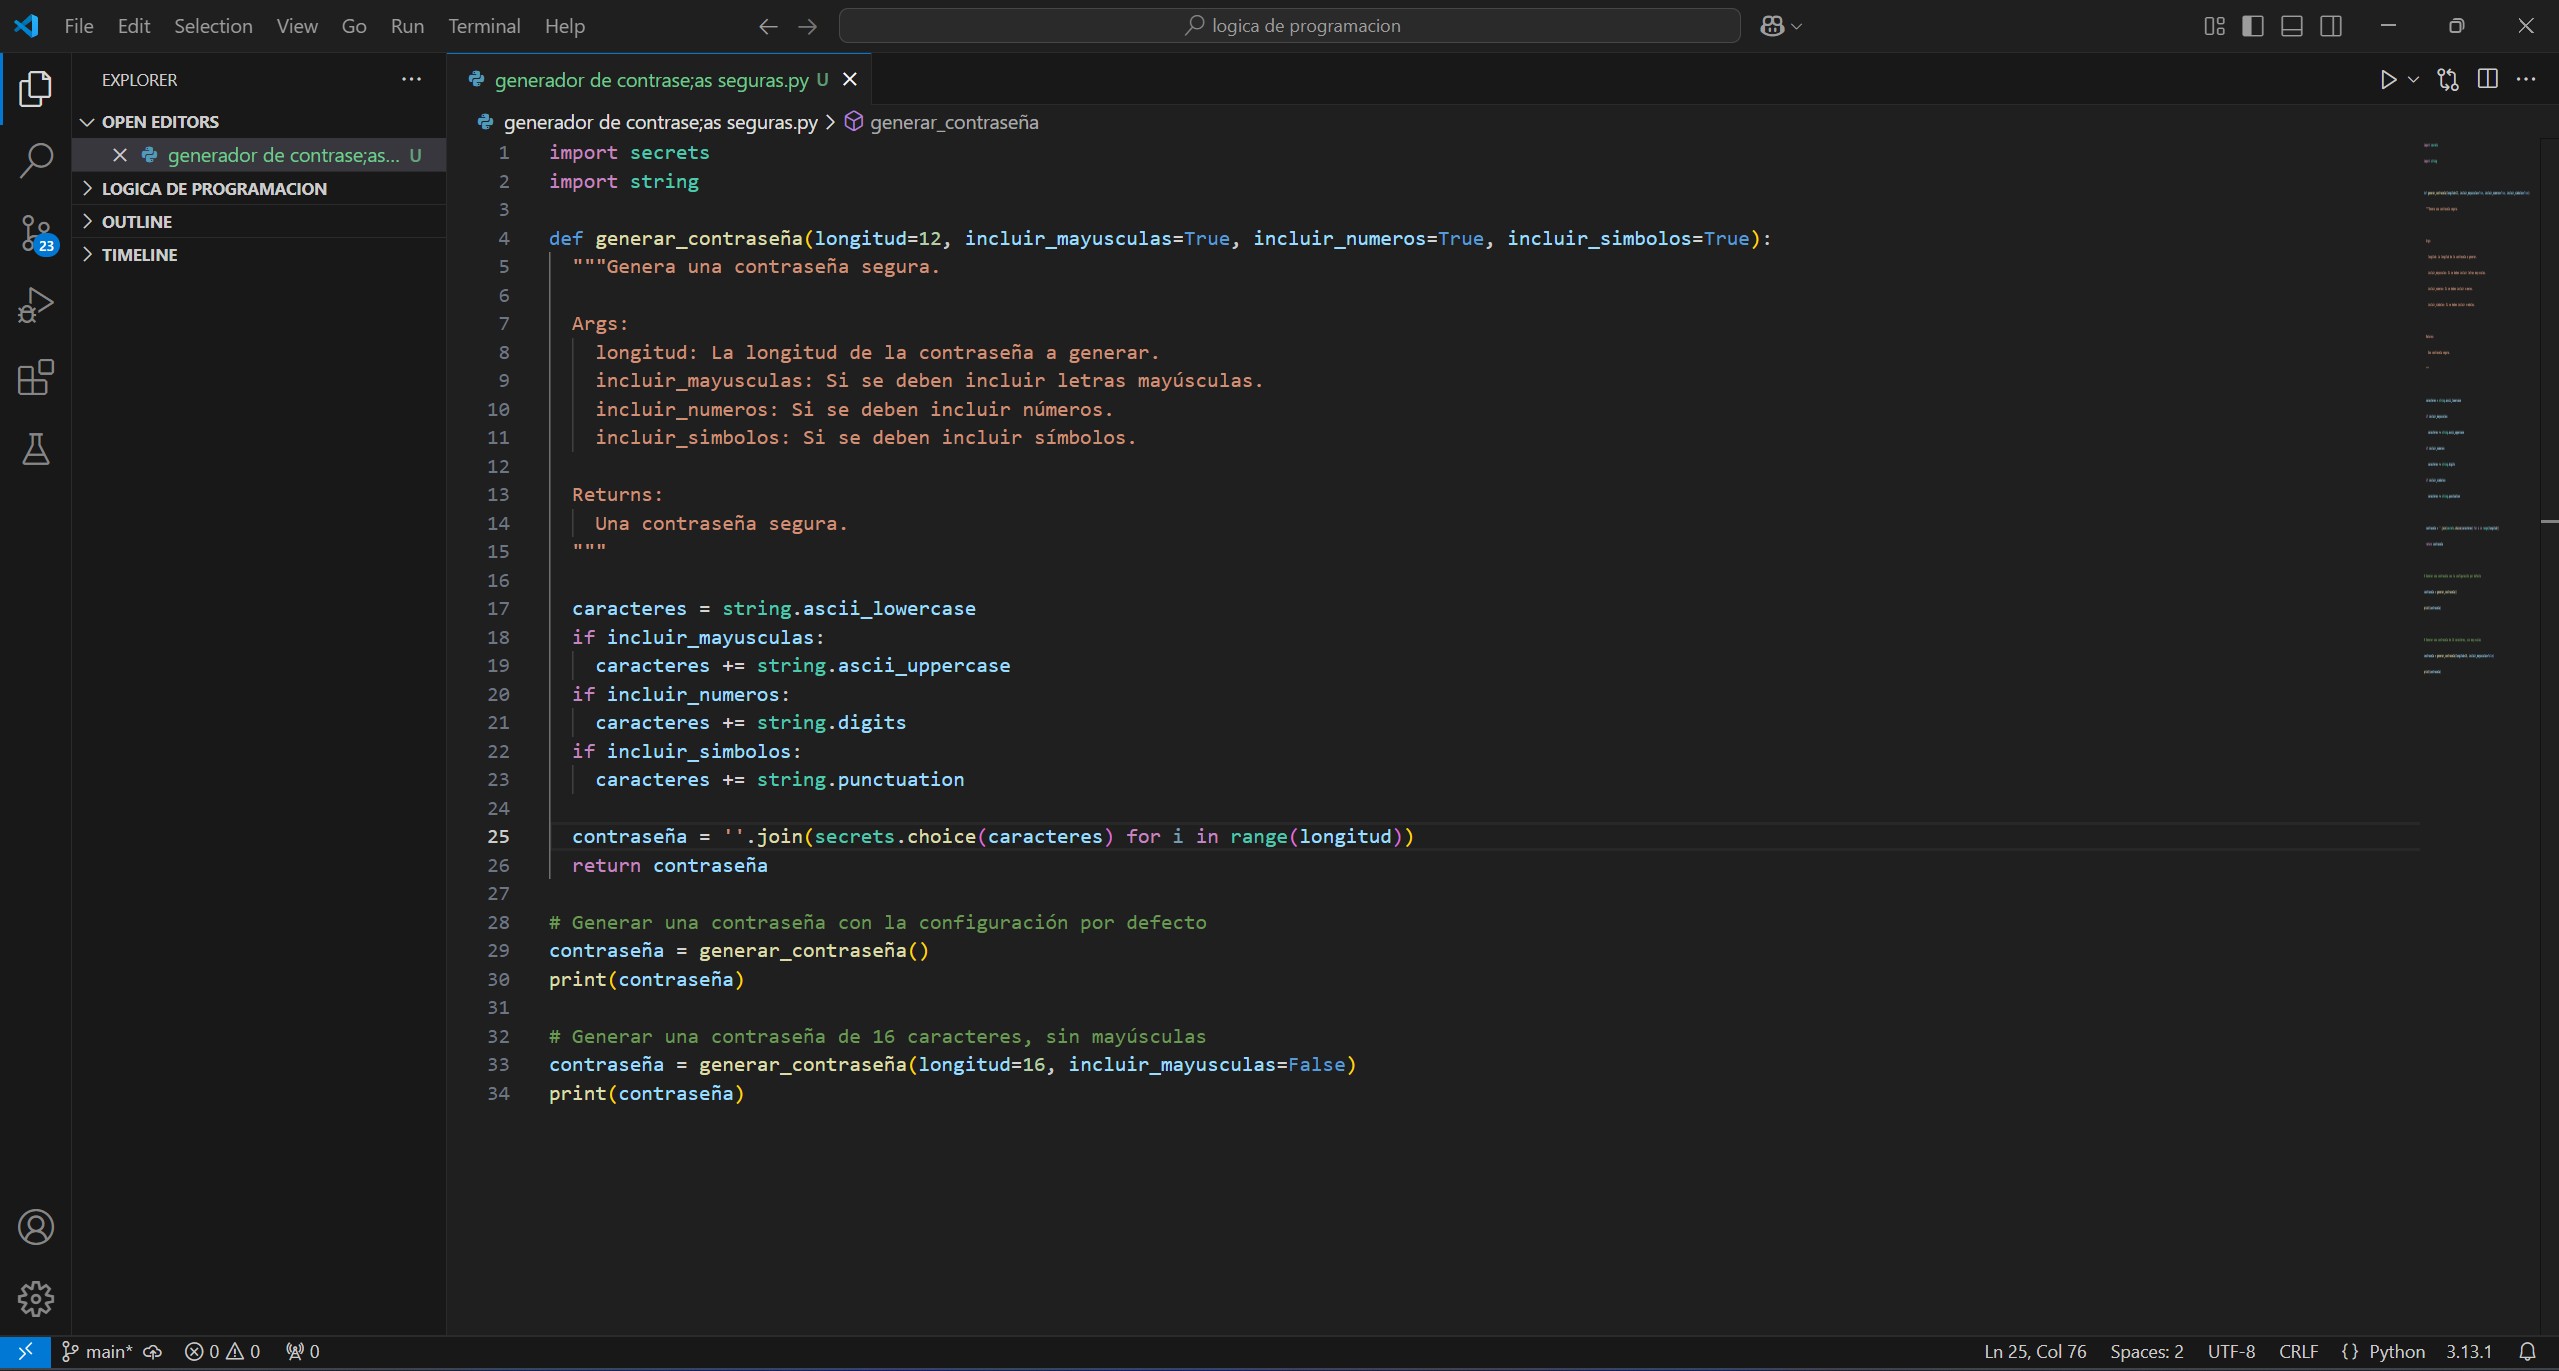 File Edit Selection View Go Run Terminal Help
logica de programacion
EXPLORER
OPEN EDITORS
generador de contrase;as... U
LOGICA DE PROGRAMACION
OUTLINE
TIMELINE
23
generador de contrase;as seguras.py U
generador de contrase;as seguras.py > generar_contraseña
1 import secrets
2 import string
3
4 def generar_contraseña(longitud=12, incluir_mayusculas=True, incluir_numeros=True, incluir_simbolos=True):
5 """Genera una contraseña segura.
6
7 Args:
8 longitud: La longitud de la contraseña a generar.
9 incluir_mayusculas: Si se deben incluir letras mayúsculas.
10 incluir_numeros: Si se deben incluir números.
11 incluir_simbolos: Si se deben incluir símbolos.
12
13 Returns:
14 Una contraseña segura.
15 """
16
17 caracteres = string.ascii_lowercase
18 if incluir_mayusculas:
19 caracteres += string.ascii_uppercase
20 if incluir_numeros:
21 caracteres += string.digits
22 if incluir_simbolos:
23 caracteres += string.punctuation
24
25 contraseña = ''.join(secrets.choice(caracteres) for i in range(longitud))
26 return contraseña
27
28 # Generar una contraseña con la configuración por defecto
29 contraseña = generar_contraseña()
30 print(contraseña)
31
32 # Generar una contraseña de 16 caracteres, sin mayúsculas
33 contraseña = generar_contraseña(longitud=16, incluir_mayusculas=False)
34 print(contraseña)
main* 0 0 0
Ln 25, Col 76 Spaces: 2 UTF-8 CRLF {} Python 3.13.1